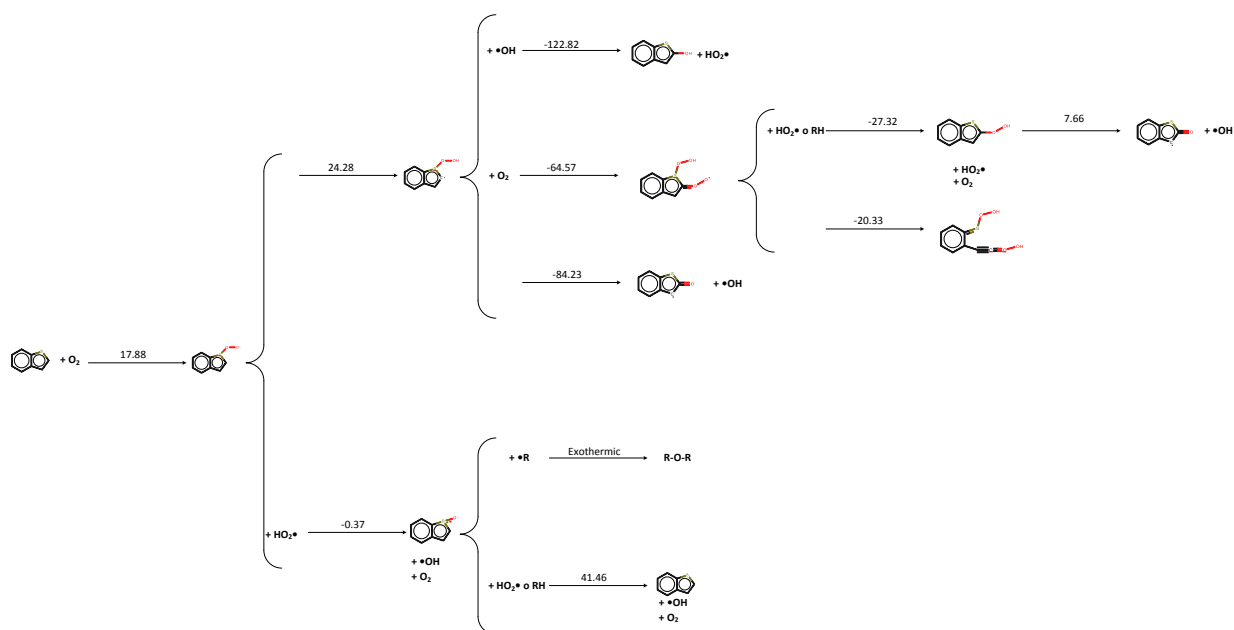 + •OH
-122.82
+ HO₂•
+ HO₂• o RH
-27.32
7.66
+ •OH
+ HO₂•
+ O₂
24.28
+ O₂
-64.57
-20.33
-84.23
+ •OH
+ O₂
17.88
+ •R
Exothermic
R-O-R
+ HO₂•
-0.37
+ •OH
+ O₂
+ HO₂• o RH
41.46
+ •OH
+ O₂